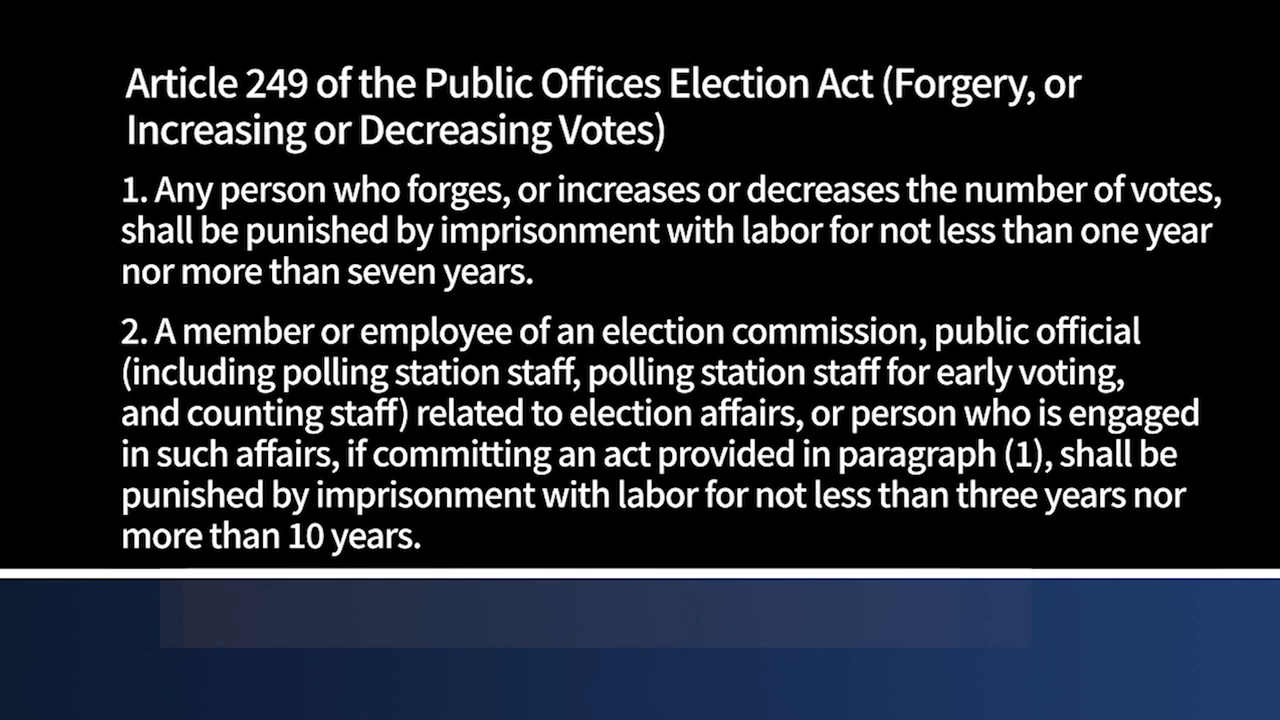 Article 249 of the Public Offices Election Act (Forgery, or
Increasing or Decreasing Votes)
1. Any person who forges, or increases or decreases the number of votes,
shall be punished by imprisonment with labor for not less than one year
nor more than seven years.
2. A member or employee of an election commission, public official
(including polling station staff, polling station staff for early voting,
and counting staff) related to election affairs, or person who is engaged
in such affairs, if committing an act provided in paragraph (1), shall be
punished by imprisonment with labor for not less than three years nor
more than 10 years.